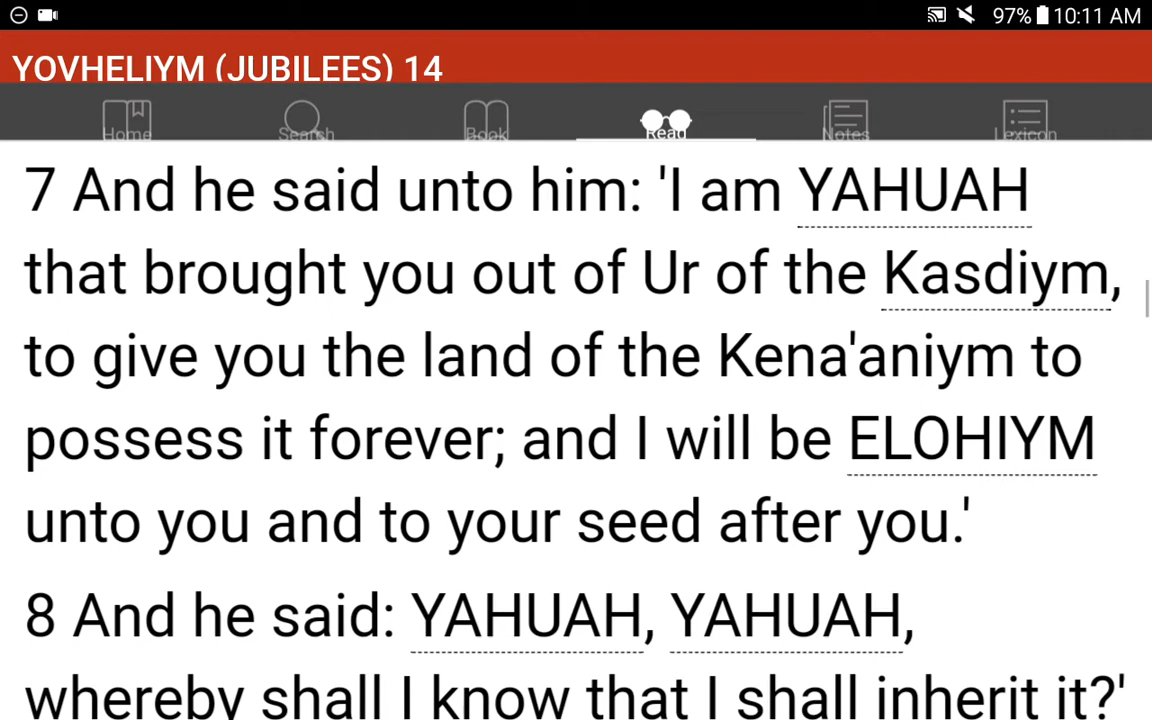 97% 10:11 AM
YOVHELIYM (JUBILEES) 14
Home Search Book Read Notes Lexicon
7 And he said unto him: 'I am YAHUAH
that brought you out of Ur of the Kasdiym,
to give you the land of the Kena'aniym to
possess it forever; and I will be ELOHIYM
unto you and to your seed after you.'
8 And he said: YAHUAH, YAHUAH,
whereby shall I know that I shall inherit it?'